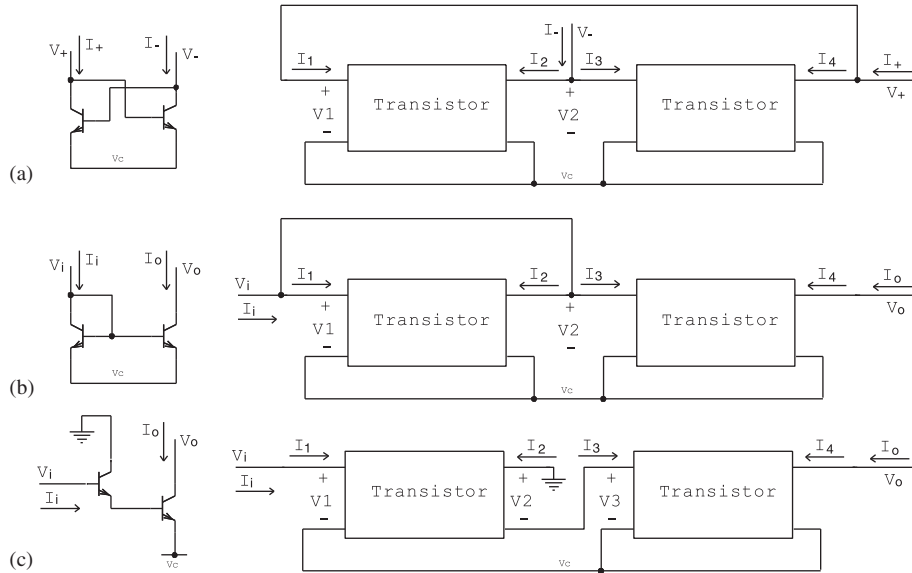 V+ I+ I- V-
Vc
(a)
I1 I2 I- V- I3 I4 I+
V+
+ V1 -
Transistor
+ V2 -
Transistor
Vc
Vi Ii Io Vo
Vc
(b)
Vi I1 I2 I3 I4 Io
Ii Vo
+ V1 -
Transistor
+ V2 -
Transistor
Vc
Io Vo
Vi
Ii
Vc
(c)
Vi I1 I2 I3 I4 Io
Ii Vo
+ V1 -
Transistor
+ V2 -
+ V3 -
Transistor
Vc